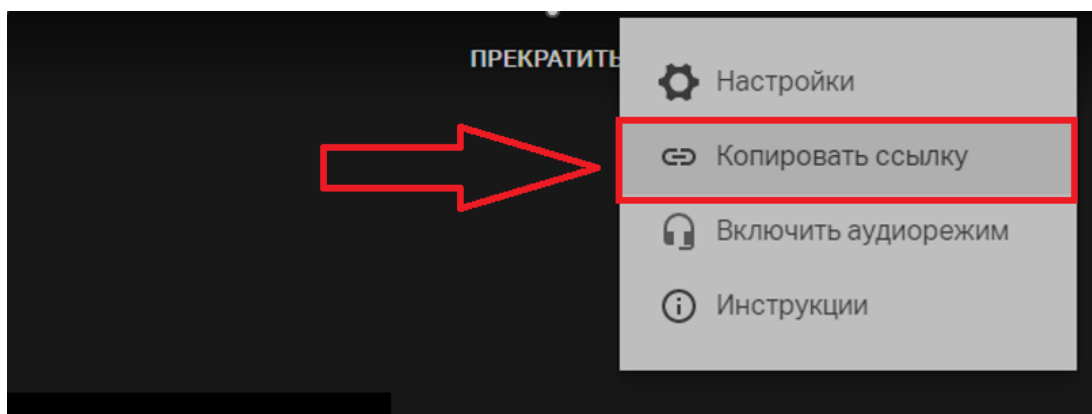 ПРЕКРАТИТЬ
Настройки
Копировать ссылку
Включить аудиорежим
Инструкции